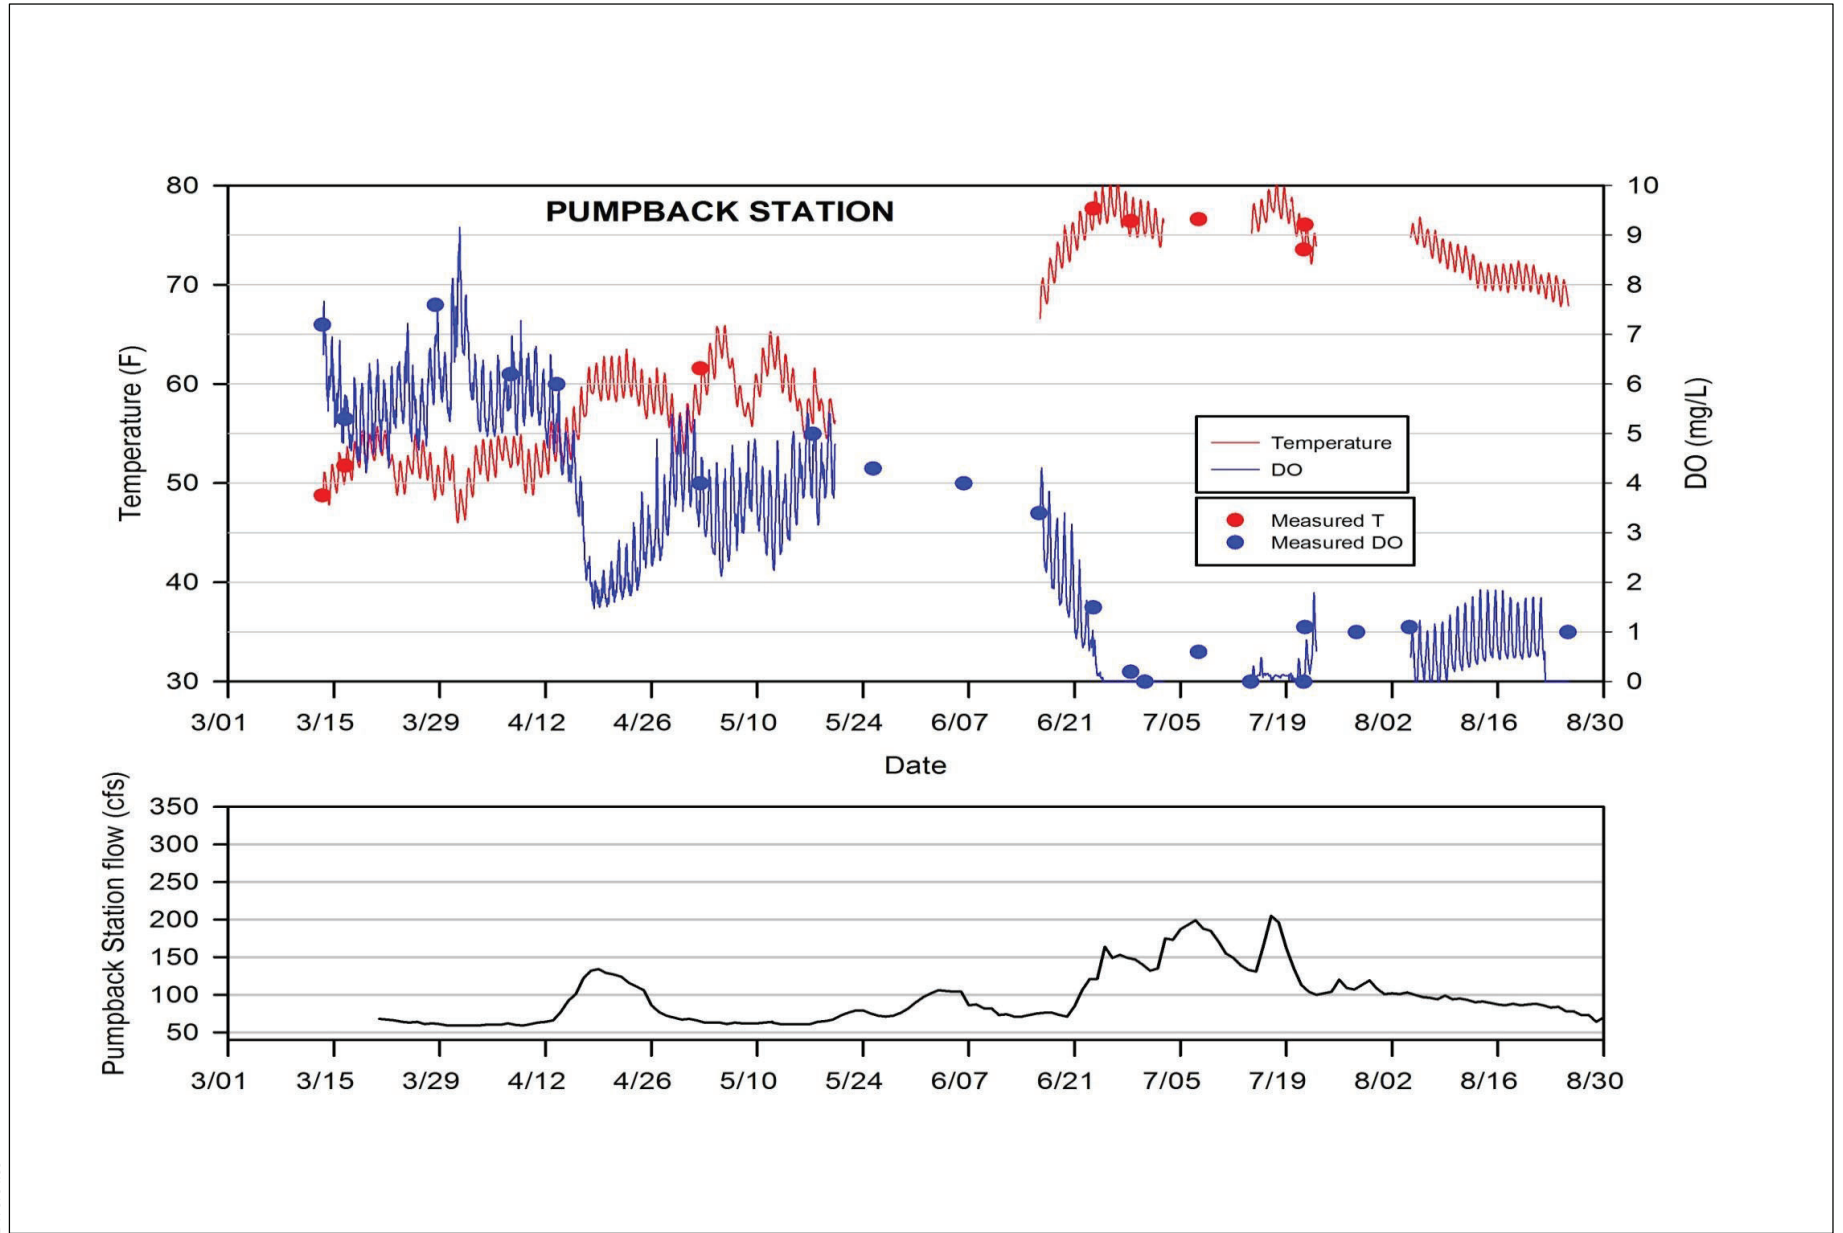 PUMPBACK STATION
80
70
60
50
40
30
Temperature (F)
10
9
8
7
6
5
4
3
2
1
0
DO (mg/L)
Temperature
DO
Measured T
Measured DO
3/01 3/15 3/29 4/12 4/26 5/10 5/24 6/07 6/21 7/05 7/19 8/02 8/16 8/30
Date
350
300
250
200
150
100
50
Pumpback Station flow (cfs)
3/01 3/15 3/29 4/12 4/26 5/10 5/24 6/07 6/21 7/05 7/19 8/02 8/16 8/30